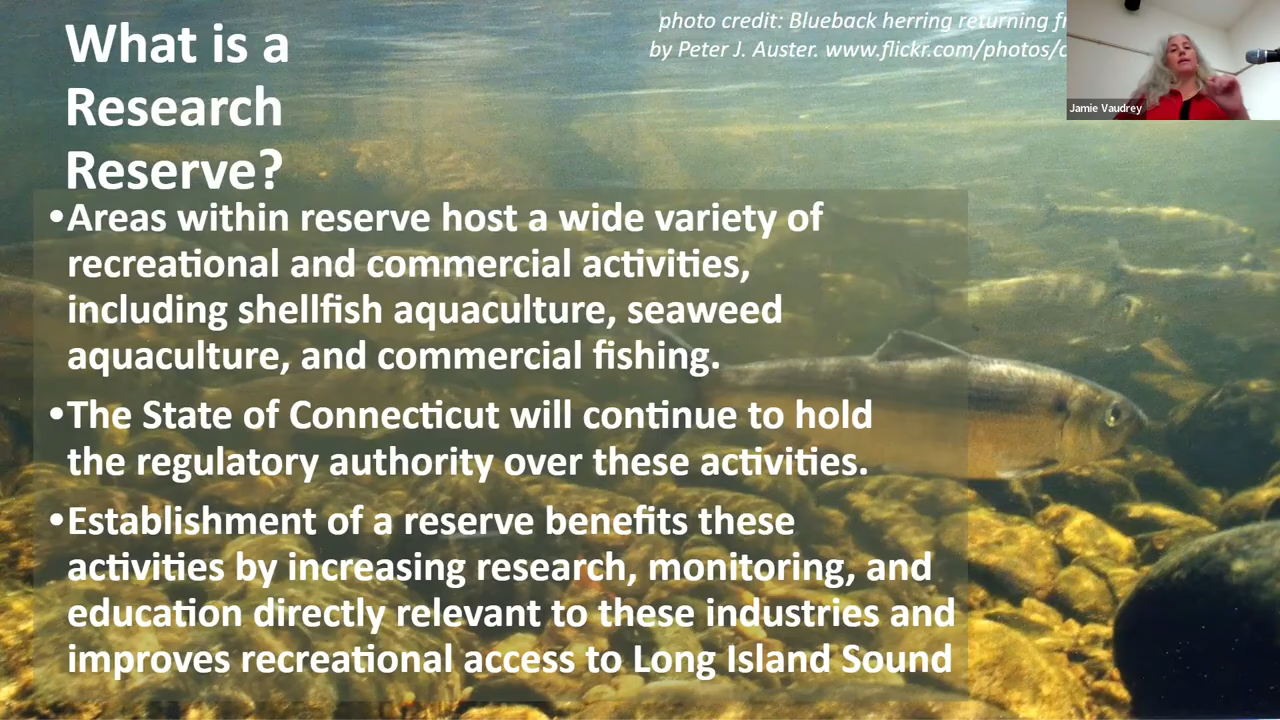 What is a
Research
Reserve?
photo credit: Blueback herring returning
by Peter J. Auster. www.flickr.com/photos/
Jamie Vaudrey
•Areas within reserve host a wide variety of
recreational and commercial activities,
including shellfish aquaculture, seaweed
aquaculture, and commercial fishing.
•The State of Connecticut will continue to hold
the regulatory authority over these activities.
•Establishment of a reserve benefits these
activities by increasing research, monitoring, and
education directly relevant to these industries and
improves recreational access to Long Island Sound